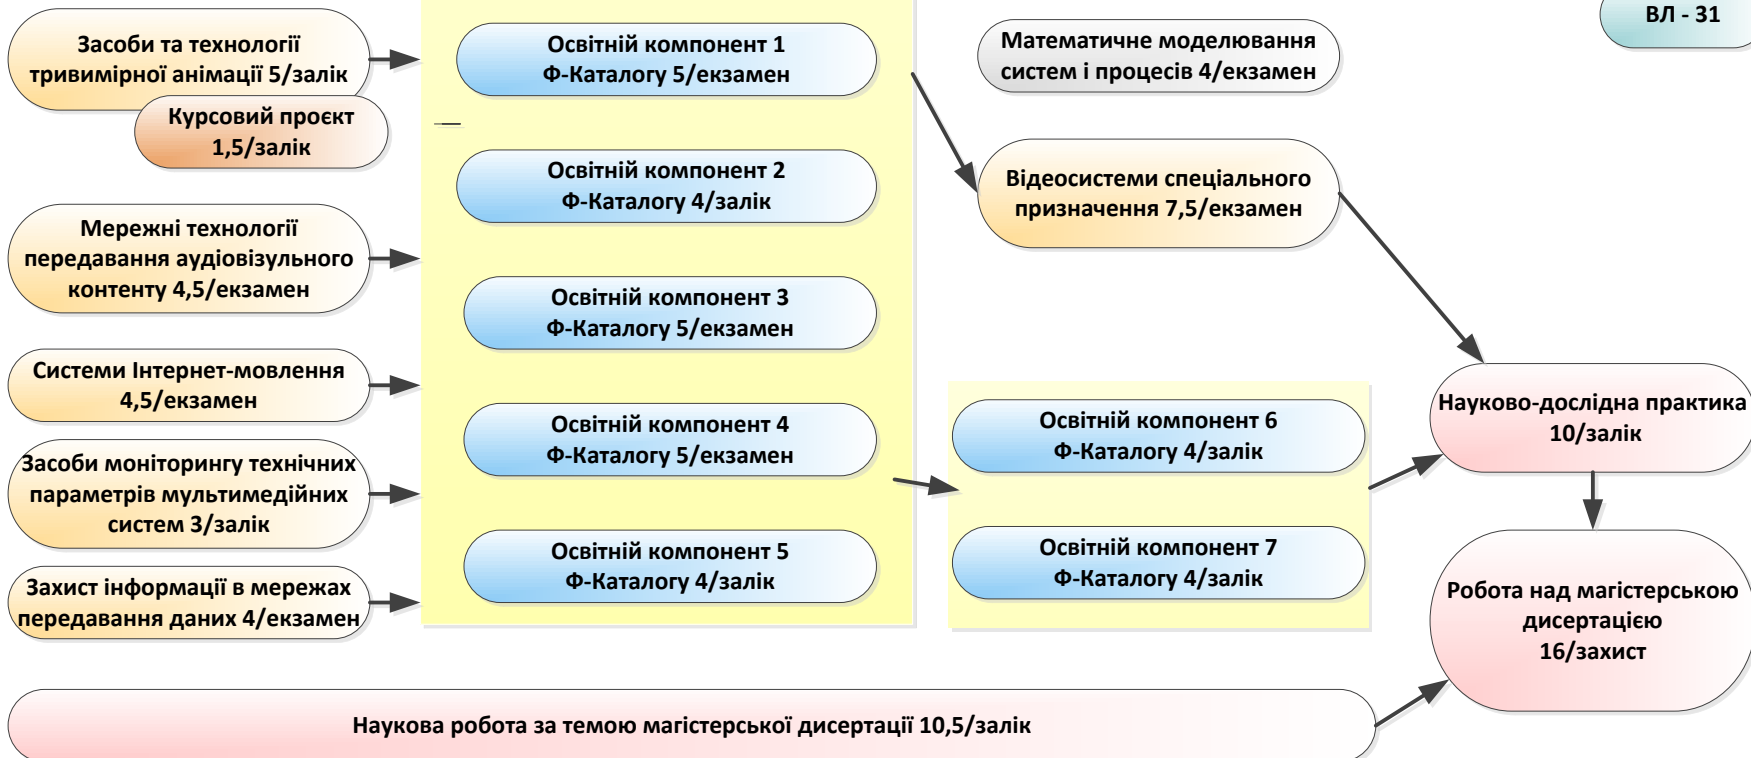 Засоби та технології
тривимірної анімації 5/залік
Курсовий проєкт
1,5/залік
Мережні технології
передавання аудіовізульного
контенту 4,5/екзамен
Системи Інтернет-мовлення
4,5/екзамен
Засоби моніторингу технічних
параметрів мультимедійних
систем 3/залік
Захист інформації в мережах
передавання даних 4/екзамен
Освітній компонент 1
Ф-Каталогу 5/екзамен
Освітній компонент 2
Ф-Каталогу 4/залік
Освітній компонент 3
Ф-Каталогу 5/екзамен
Освітній компонент 4
Ф-Каталогу 5/екзамен
Освітній компонент 5
Ф-Каталогу 4/залік
Математичне моделювання
систем і процесів 4/екзамен
Відеосистеми спеціального
призначення 7,5/екзамен
Освітній компонент 6
Ф-Каталогу 4/залік
Освітній компонент 7
Ф-Каталогу 4/залік
ВЛ - 31
Науково-дослідна практика
10/залік
Робота над магістерською
дисертацією
16/захист
Наукова робота за темою магістерської дисертації 10,5/залік